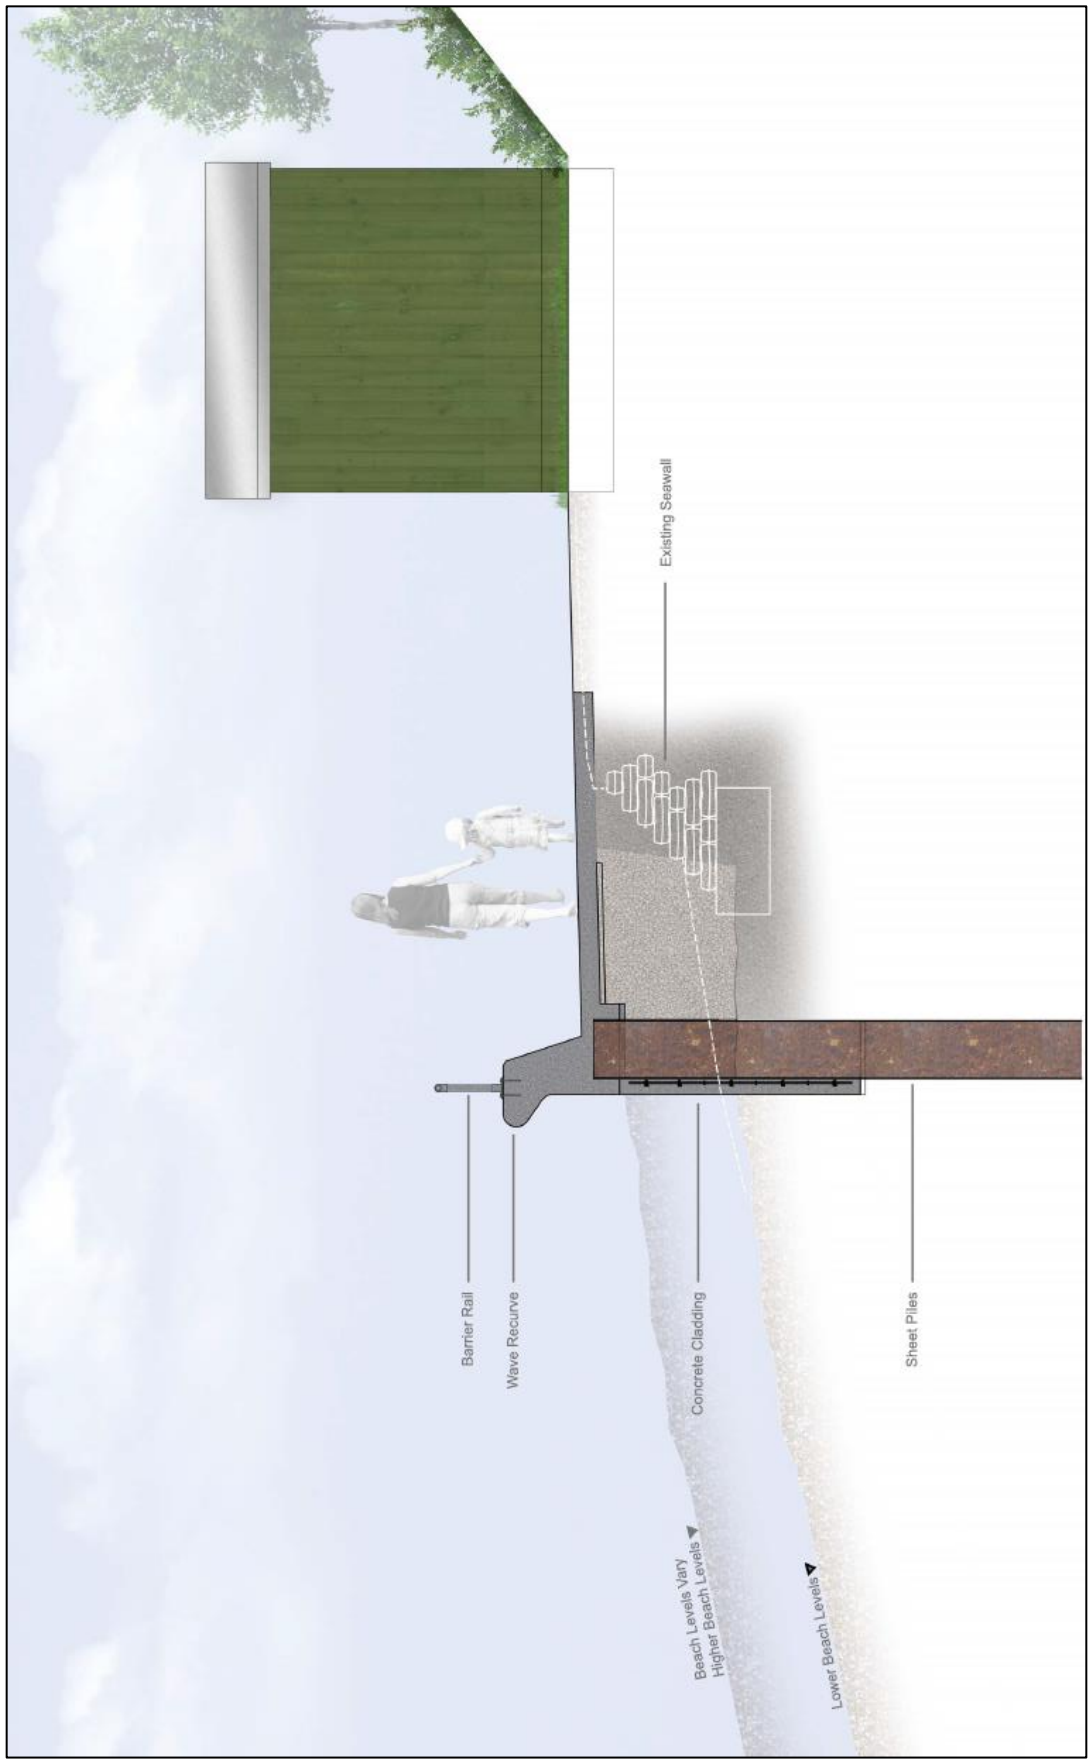 Existing Seawall
Barrier Rail
Wave Recurve
Concrete Cladding
Sheet Piles
Beach Levels Vary
Higher Beach Levels
Lower Beach Levels